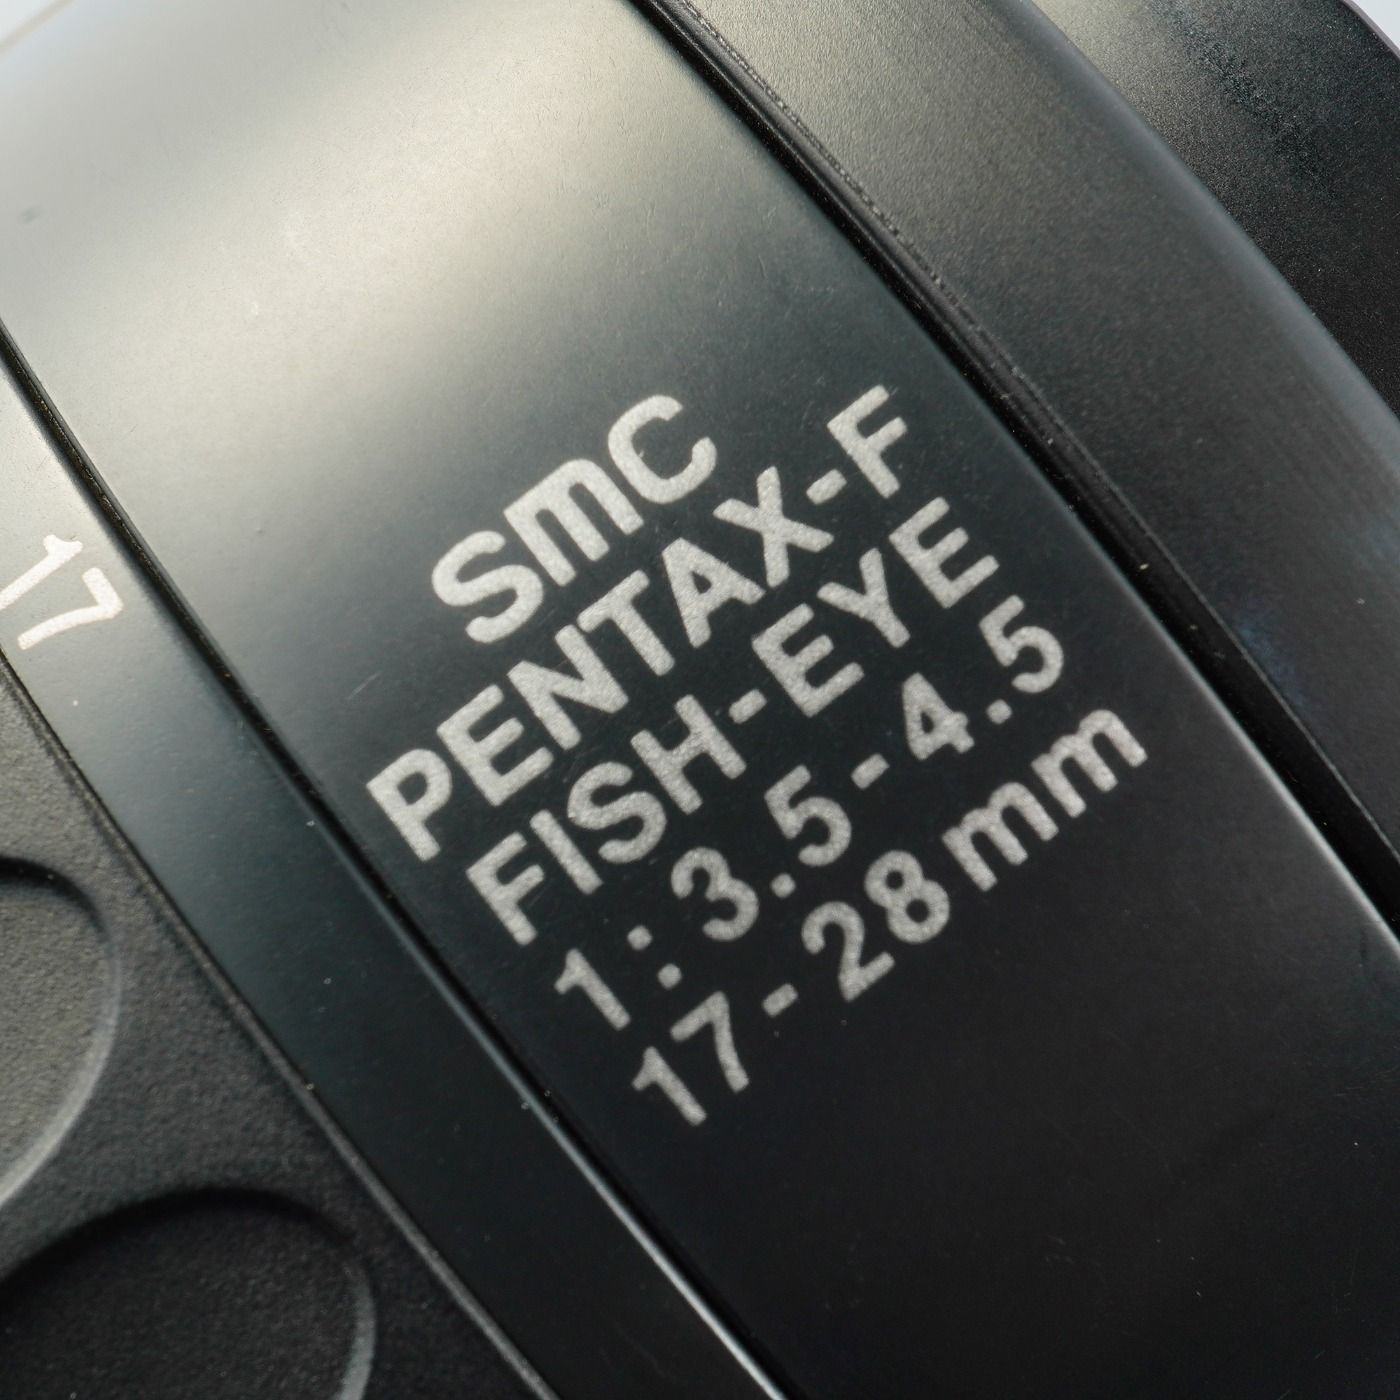 smc
PENTAX-F
FISH-EYE
1:3.5-4.5
17-28mm
17